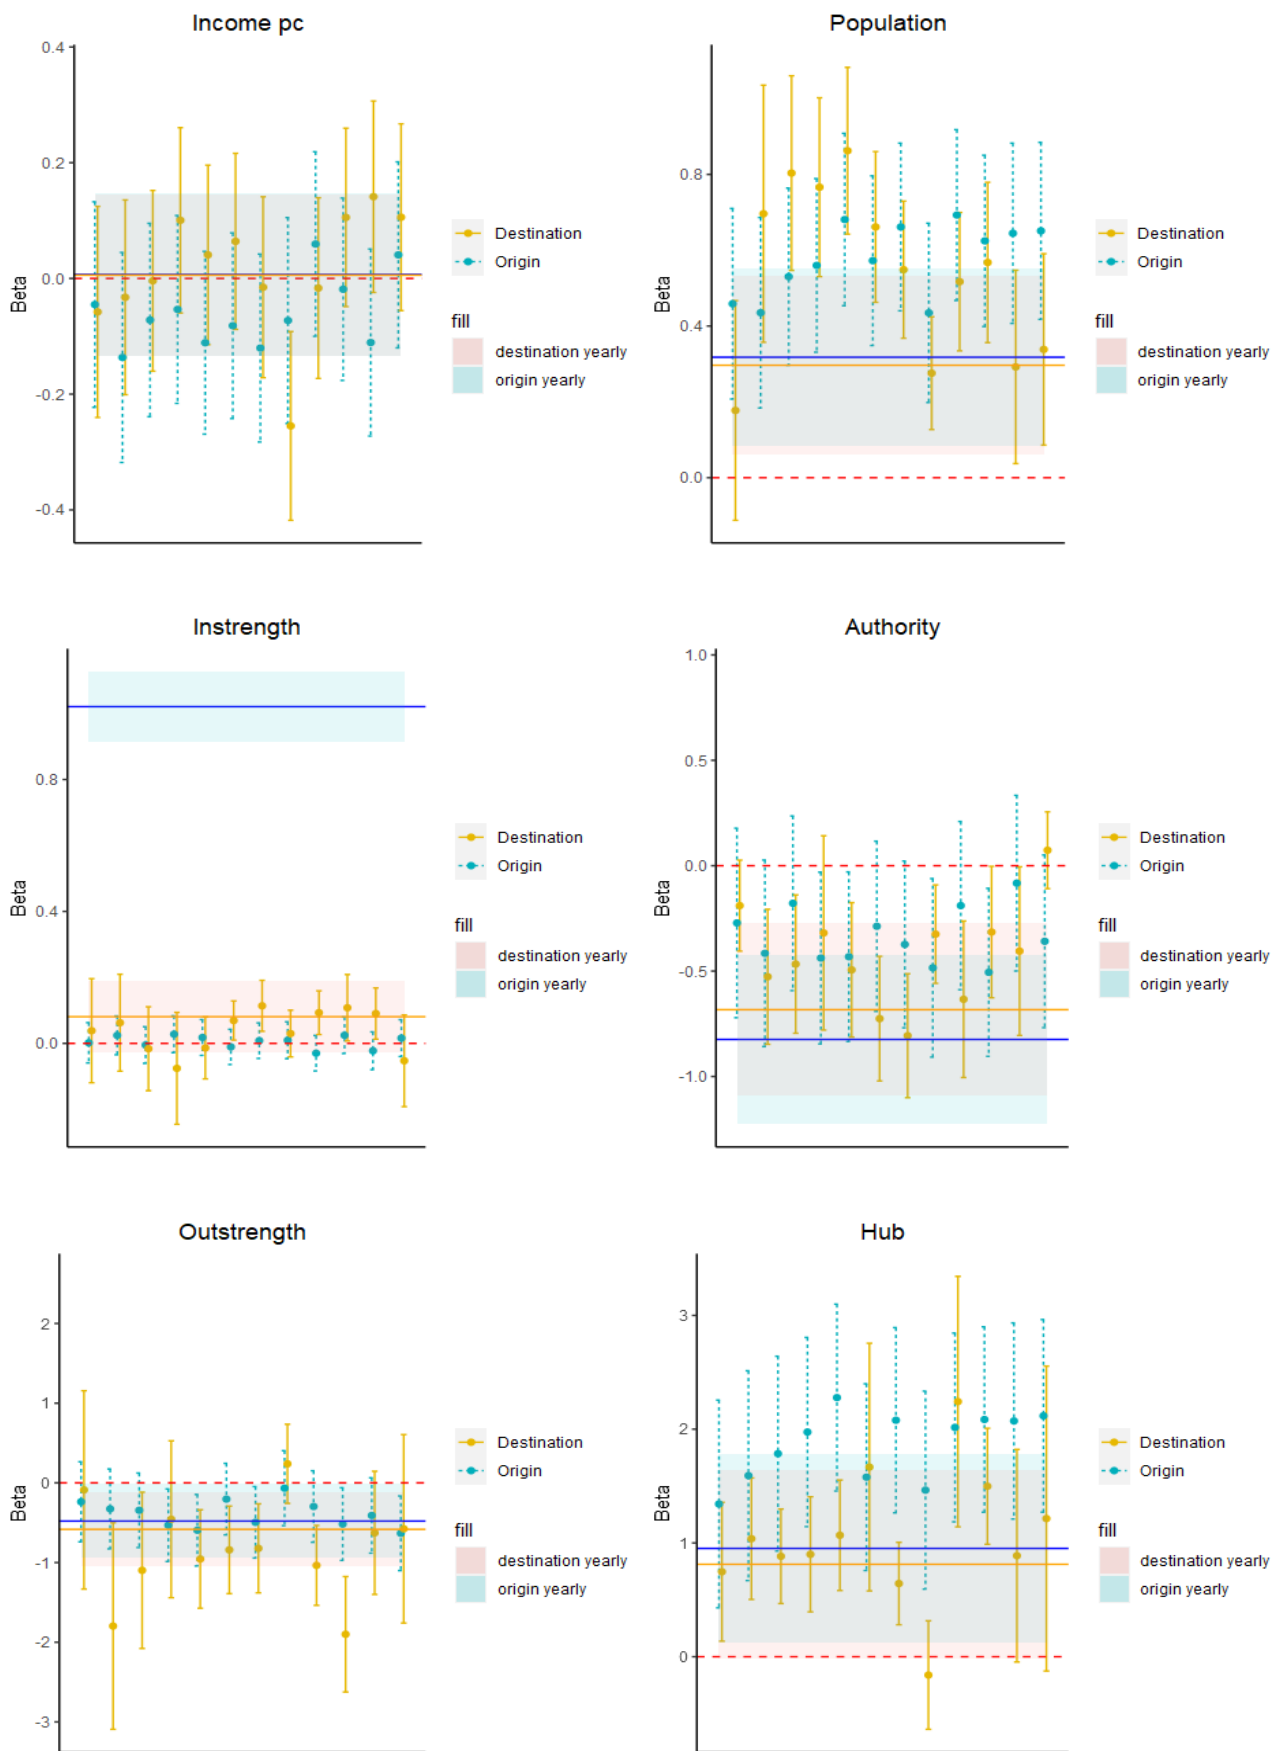 Income pc
0.4
0.2
0.0
-0.2
-0.4
Beta
Destination
Origin
fill
destination yearly
origin yearly
Population
0.8
0.4
0.0
Beta
Destination
Origin
fill
destination yearly
origin yearly
Instrength
0.8
0.4
0.0
Beta
Destination
Origin
fill
destination yearly
origin yearly
Authority
1.0
0.5
0.0
-0.5
-1.0
Beta
Destination
Origin
fill
destination yearly
origin yearly
Outstrength
2
1
0
-1
-2
-3
Beta
Destination
Origin
fill
destination yearly
origin yearly
Hub
3
2
1
0
Beta
Destination
Origin
fill
destination yearly
origin yearly